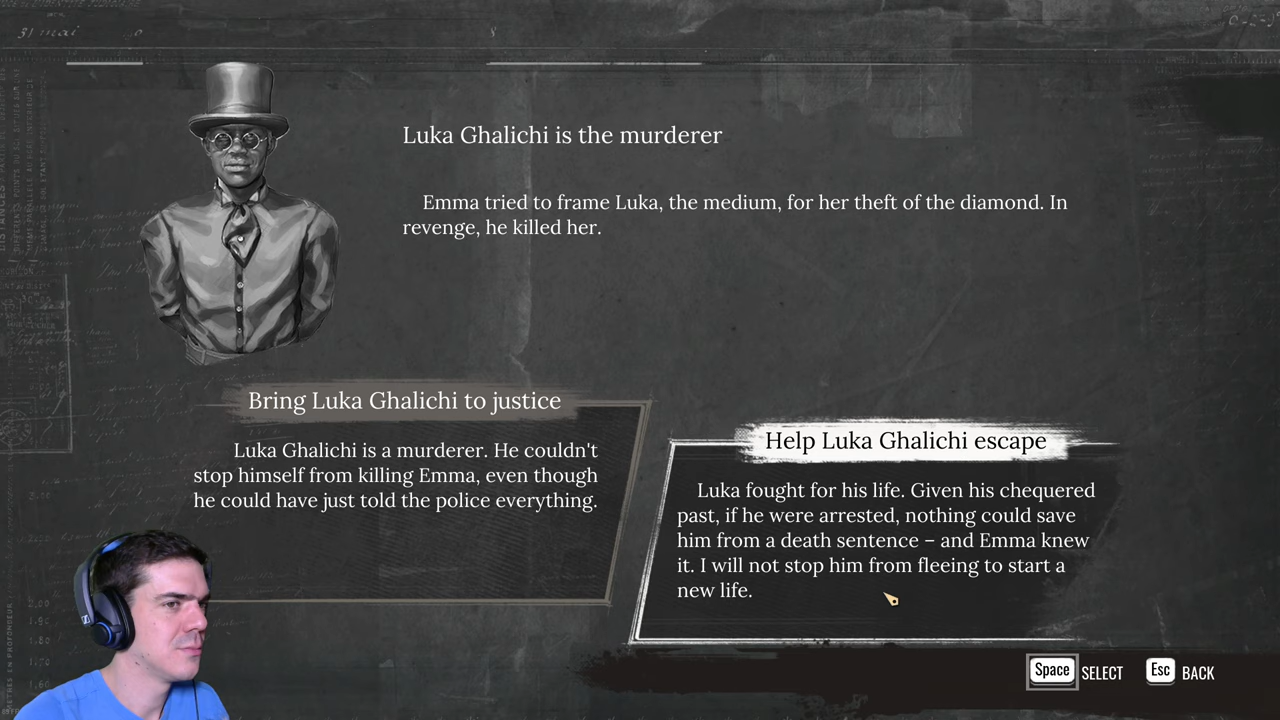 31 mai
Luka Ghalichi is the murderer
Emma tried to frame Luka, the medium, for her theft of the diamond. In
revenge, he killed her.
Bring Luka Ghalichi to justice
Luka Ghalichi is a murderer. He couldn't
stop himself from killing Emma, even though
he could have just told the police everything.
Help Luka Ghalichi escape
Luka fought for his life. Given his chequered
past, if he were arrested, nothing could save
him from a death sentence – and Emma knew
it. I will not stop him from fleeing to start a
new life.
Space SELECT Esc BACK